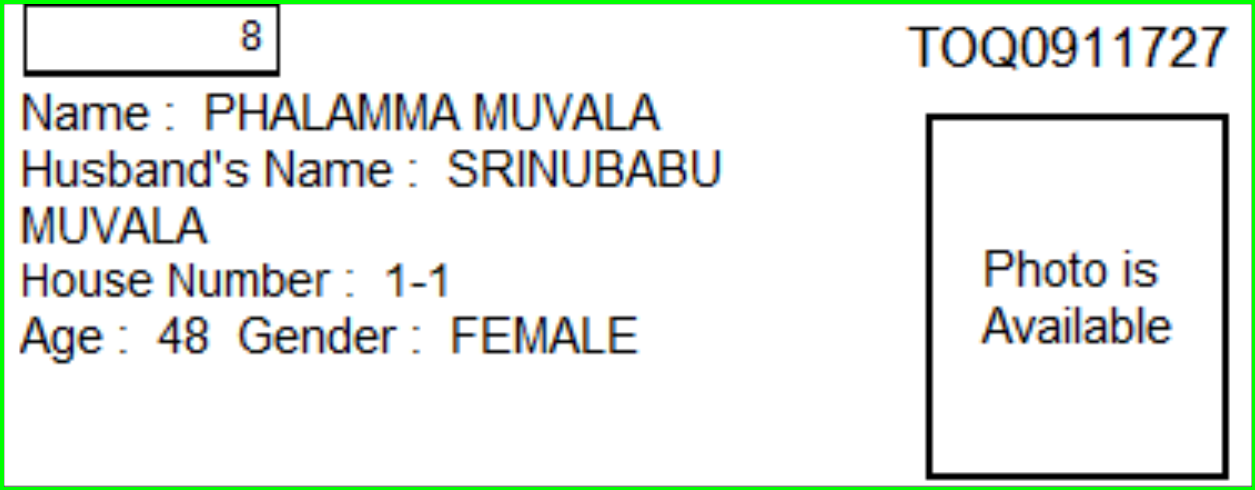 8
TOQ0911727
Name : PHALAMMA MUVALA
Husband's Name : SRINUBABU
MUVALA
House Number : 1-1
Age : 48 Gender : FEMALE
Photo is
Available